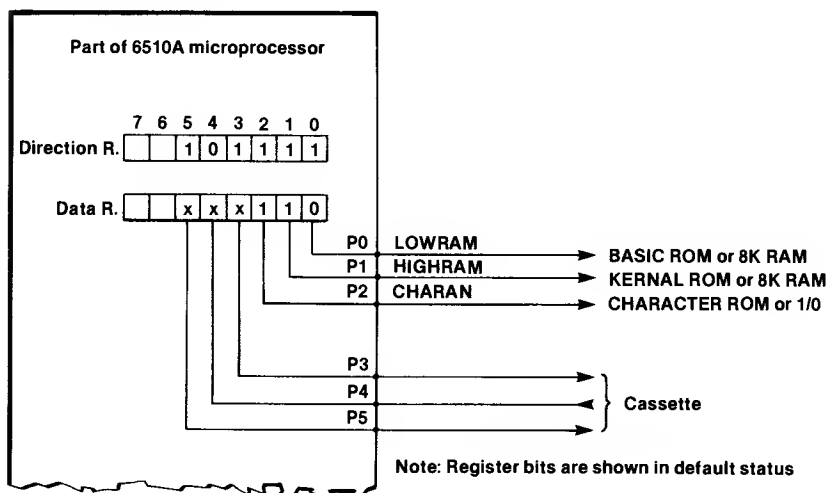 Part of 6510A microprocessor
7 6 5 4 3 2 1 0
Direction R. 1 0 1 1 1 1
Data R. x x x 1 1 0
P0 LOWRAM BASIC ROM or 8K RAM
P1 HIGHRAM KERNAL ROM or 8K RAM
P2 CHARAN CHARACTER ROM or 1/0
P3
P4 Cassette
P5
Note: Register bits are shown in default status